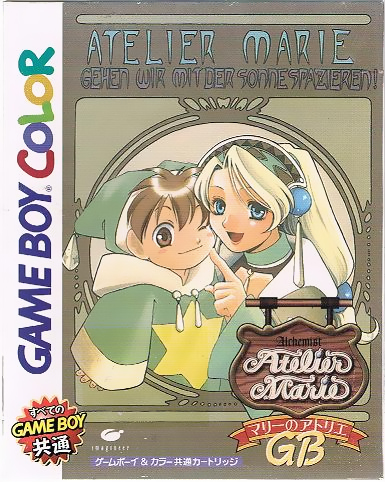 ATELIER MARIE
GEHEN WIR MIT DER SONNE SPAZIEREN!
GAME BOY COLOR
Alchemist
Atelier
Marie
マリーのアトリエ
GB
すべての
GAME BOY
共通
imagineer
ゲームボーイ&カラー共通カートリッジ